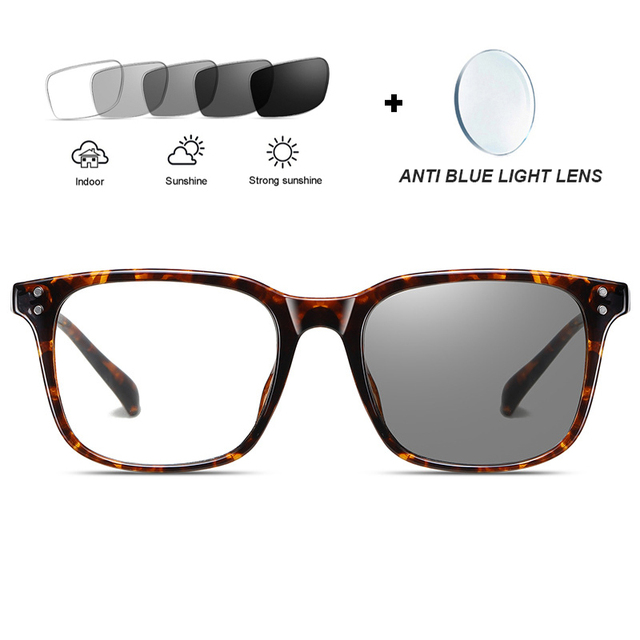 Indoor
Sunshine
Strong sunshine
+
ANTI BLUE LIGHT LENS